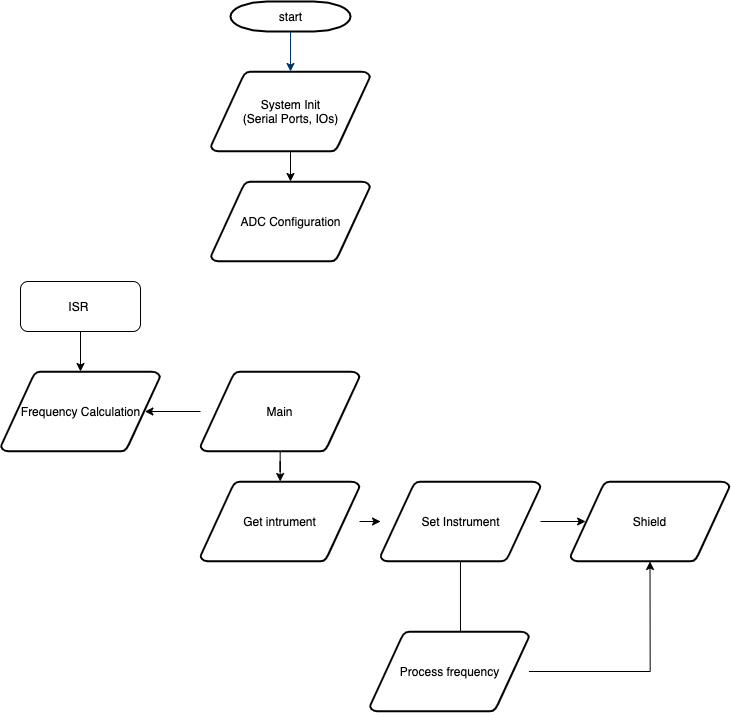 start
System Init
(Serial Ports, IOs)
ADC Configuration
ISR
Frequency Calculation
Main
Get intrument
Set Instrument
Shield
Process frequency